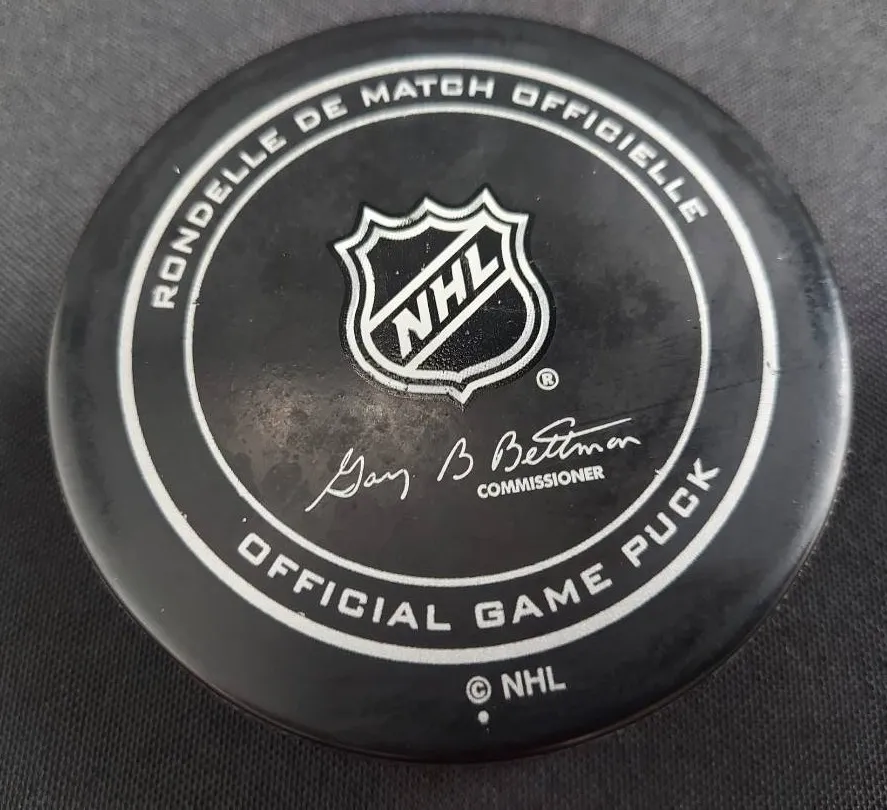 RONDELLE DE MATCH OFFICIELLE
NHL
®
Gary B Bettman
COMMISSIONER
OFFICIAL GAME PUCK
© NHL